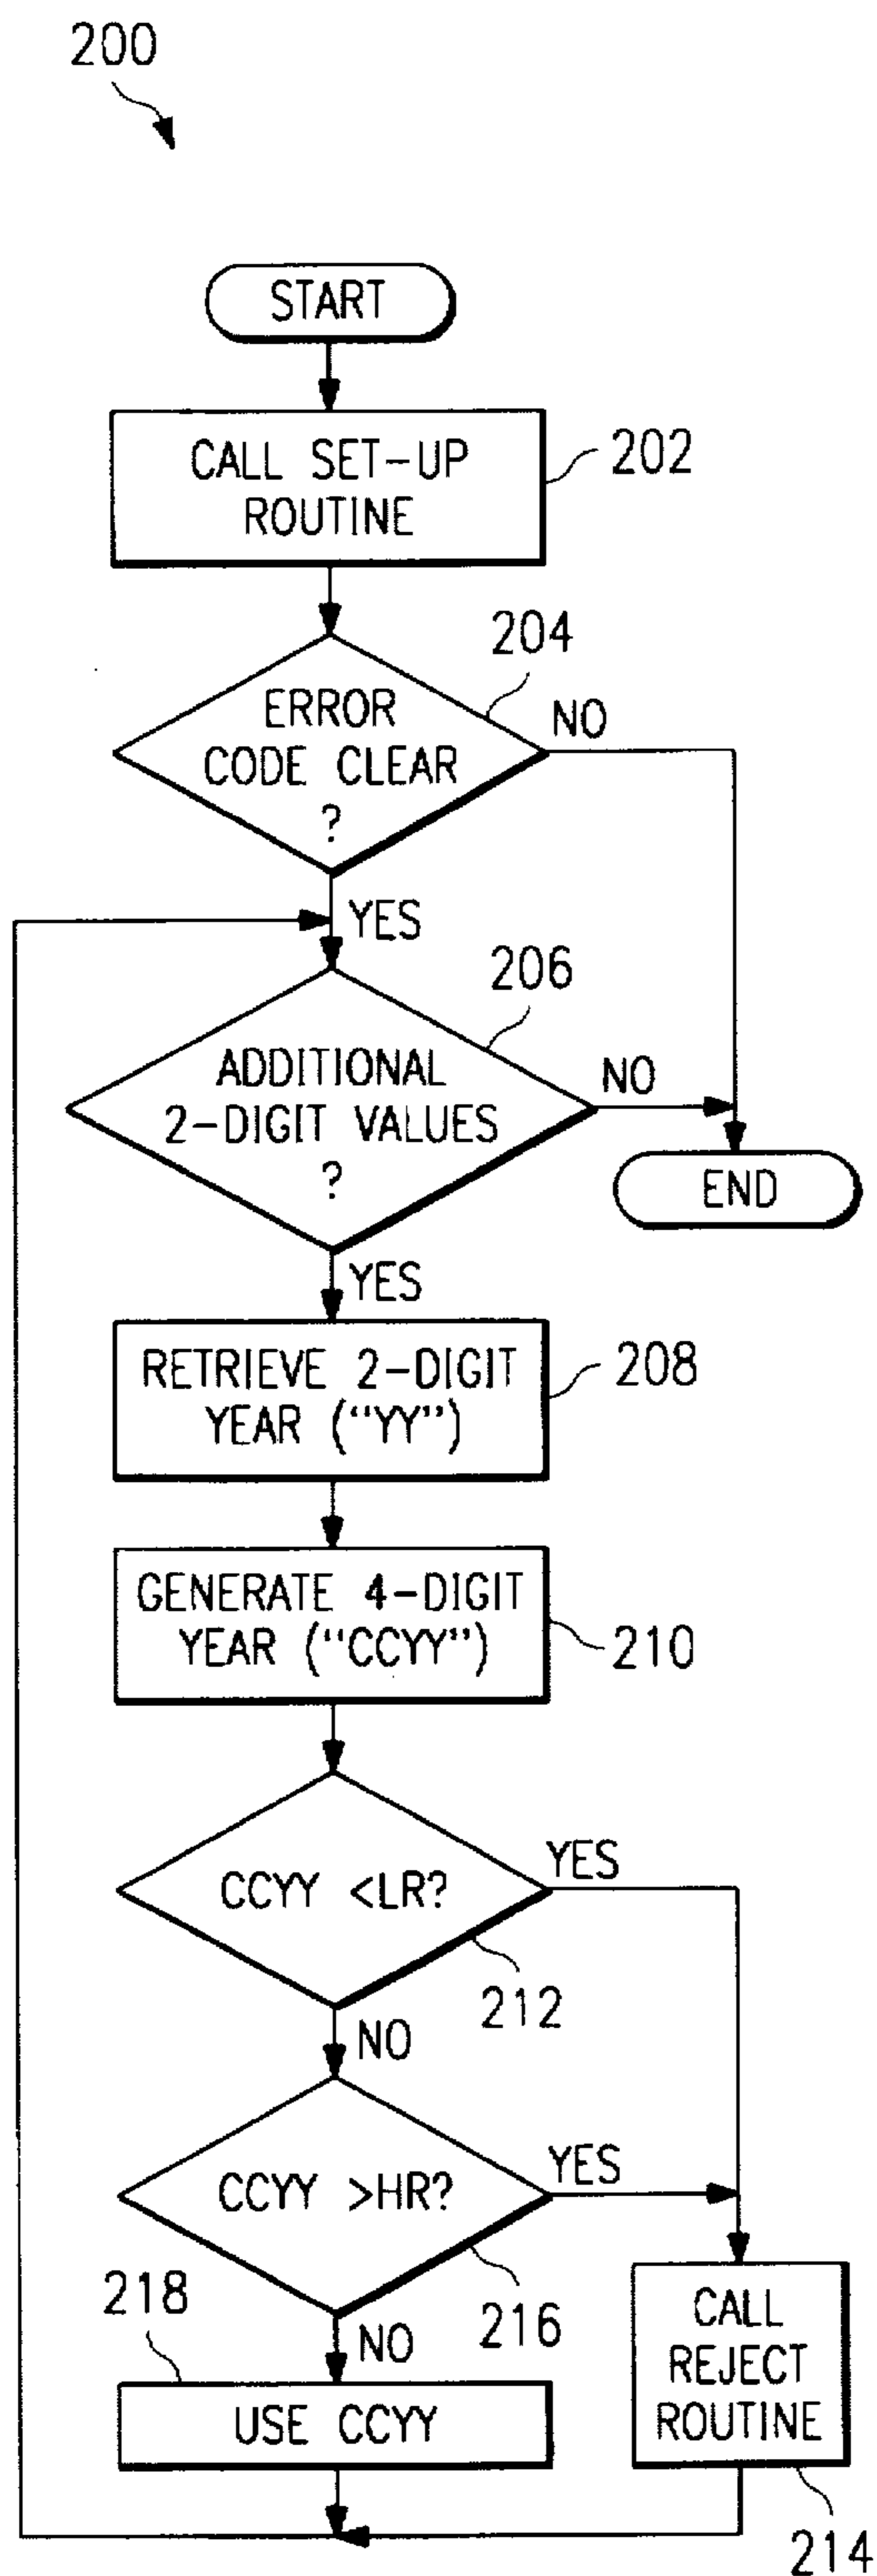 200
START
CALL SET-UP
ROUTINE
202
204
ERROR
CODE CLEAR
?
NO
YES
206
ADDITIONAL
2-DIGIT VALUES
?
NO
END
YES
RETRIEVE 2-DIGIT
YEAR ("YY")
208
GENERATE 4-DIGIT
YEAR ("CCYY")
210
CCYY <LR?
YES
212
NO
CCYY >HR?
YES
216
218
NO
USE CCYY
CALL
REJECT
ROUTINE
214